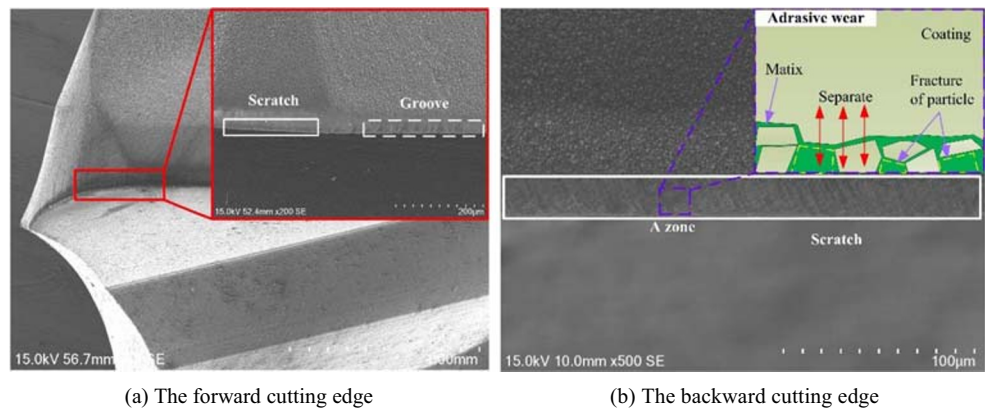 Scratch
Groove
15.0kV 52.4mm x200 SE
200μm
15.0kV 56.7mm
SE
Adrasive wear
Coating
Matix
Separate
Fracture
of particle
A zone
Scratch
15.0kV 10.0mm x500 SE
100μm
(a) The forward cutting edge
(b) The backward cutting edge